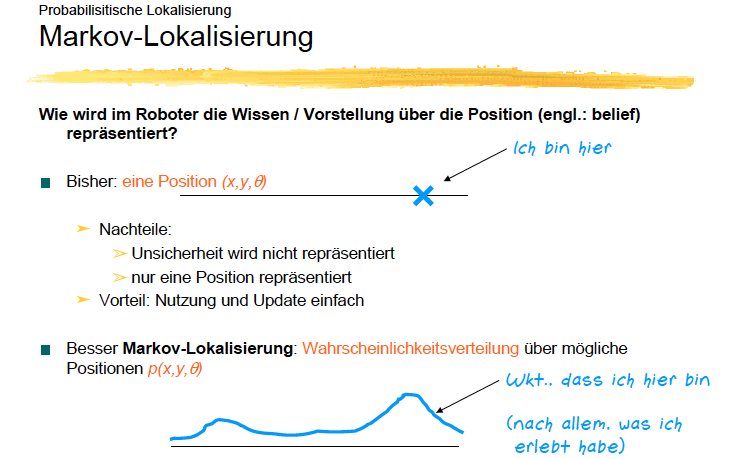 Probabilisitische Lokalisierung
Markov-Lokalisierung
Wie wird im Roboter die Wissen / Vorstellung über die Position (engl.: belief)
repräsentiert?
Ich bin hier
Bisher: eine Position (x,y,θ)
Nachteile:
Unsicherheit wird nicht repräsentiert
nur eine Position repräsentiert
Vorteil: Nutzung und Update einfach
Besser Markov-Lokalisierung: Wahrscheinlichkeitsverteilung über mögliche
Positionen p(x,y,θ)
Wkt.. dass ich hier bin
(nach allem. was ich
erlebt habe)